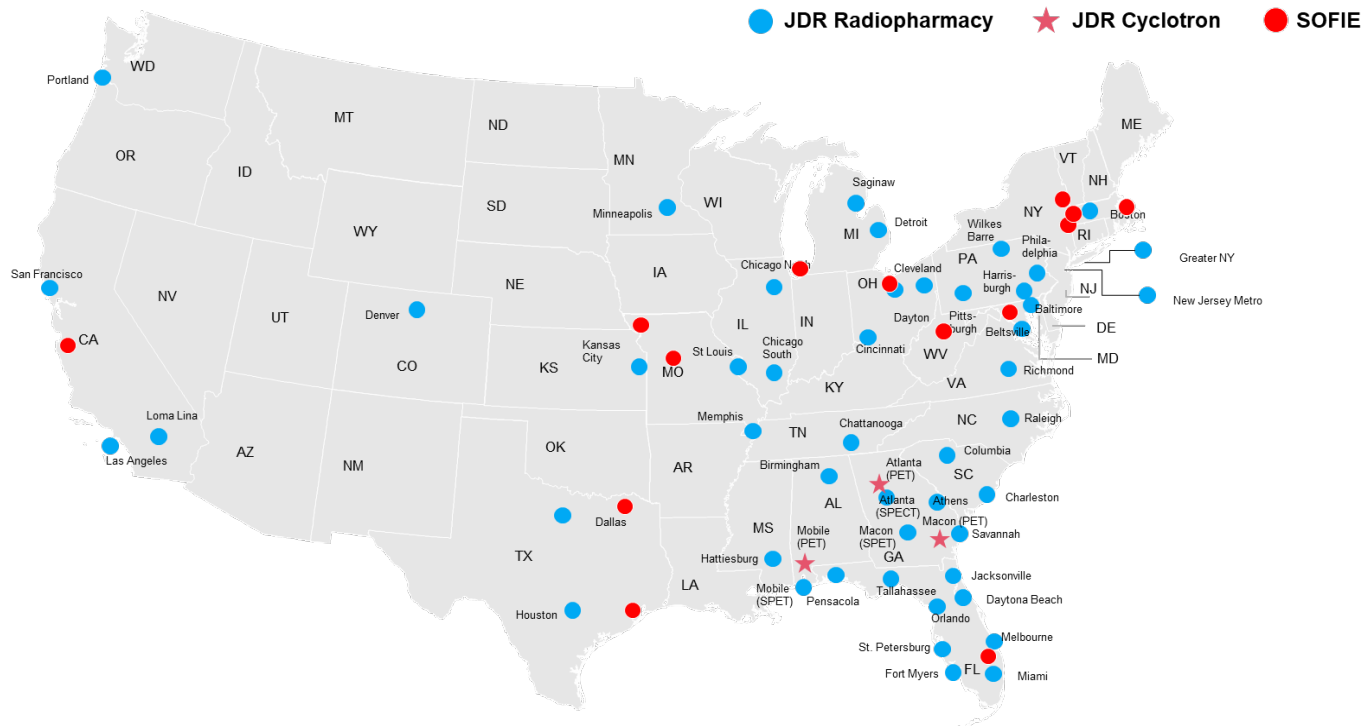 JDR Radiopharmacy
JDR Cyclotron
SOFIE
Portland
WD
MT
ND
MN
ME
VT
NH
OR
ID
SD
WI
Saginaw
Minneapolis
MI
Detroit
NY
Boston
RI
Wilkes
Barre
Phila-
delphia
WY
PA
Greater NY
San Francisco
NV
NE
IA
Chicago North
OH
Cleveland
Harris-
burgh
NJ
New Jersey Metro
UT
Denver
IL
IN
Dayton
Pitts-
burgh
Baltimore
Beltsville
DE
MD
CA
CO
KS
Kansas
City
MO
St Louis
Chicago
South
Cincinnati
WV
KY
VA
Richmond
Loma Lina
Las Angeles
AZ
NM
OK
AR
Memphis
TN
Chattanooga
NC
Raleigh
Birmingham
AL
Atlanta
(PET)
Columbia
SC
Atlanta
(SPECT)
Athens
Charleston
Dallas
TX
MS
Mobile
(PET)
Macon
(SPET)
Macon (PET)
Savannah
GA
Hattiesburg
LA
Mobile
(SPET)
Pensacola
Tallahassee
Jacksonville
Daytona Beach
Houston
Orlando
Melbourne
St. Petersburg
Fort Myers
FL
Miami